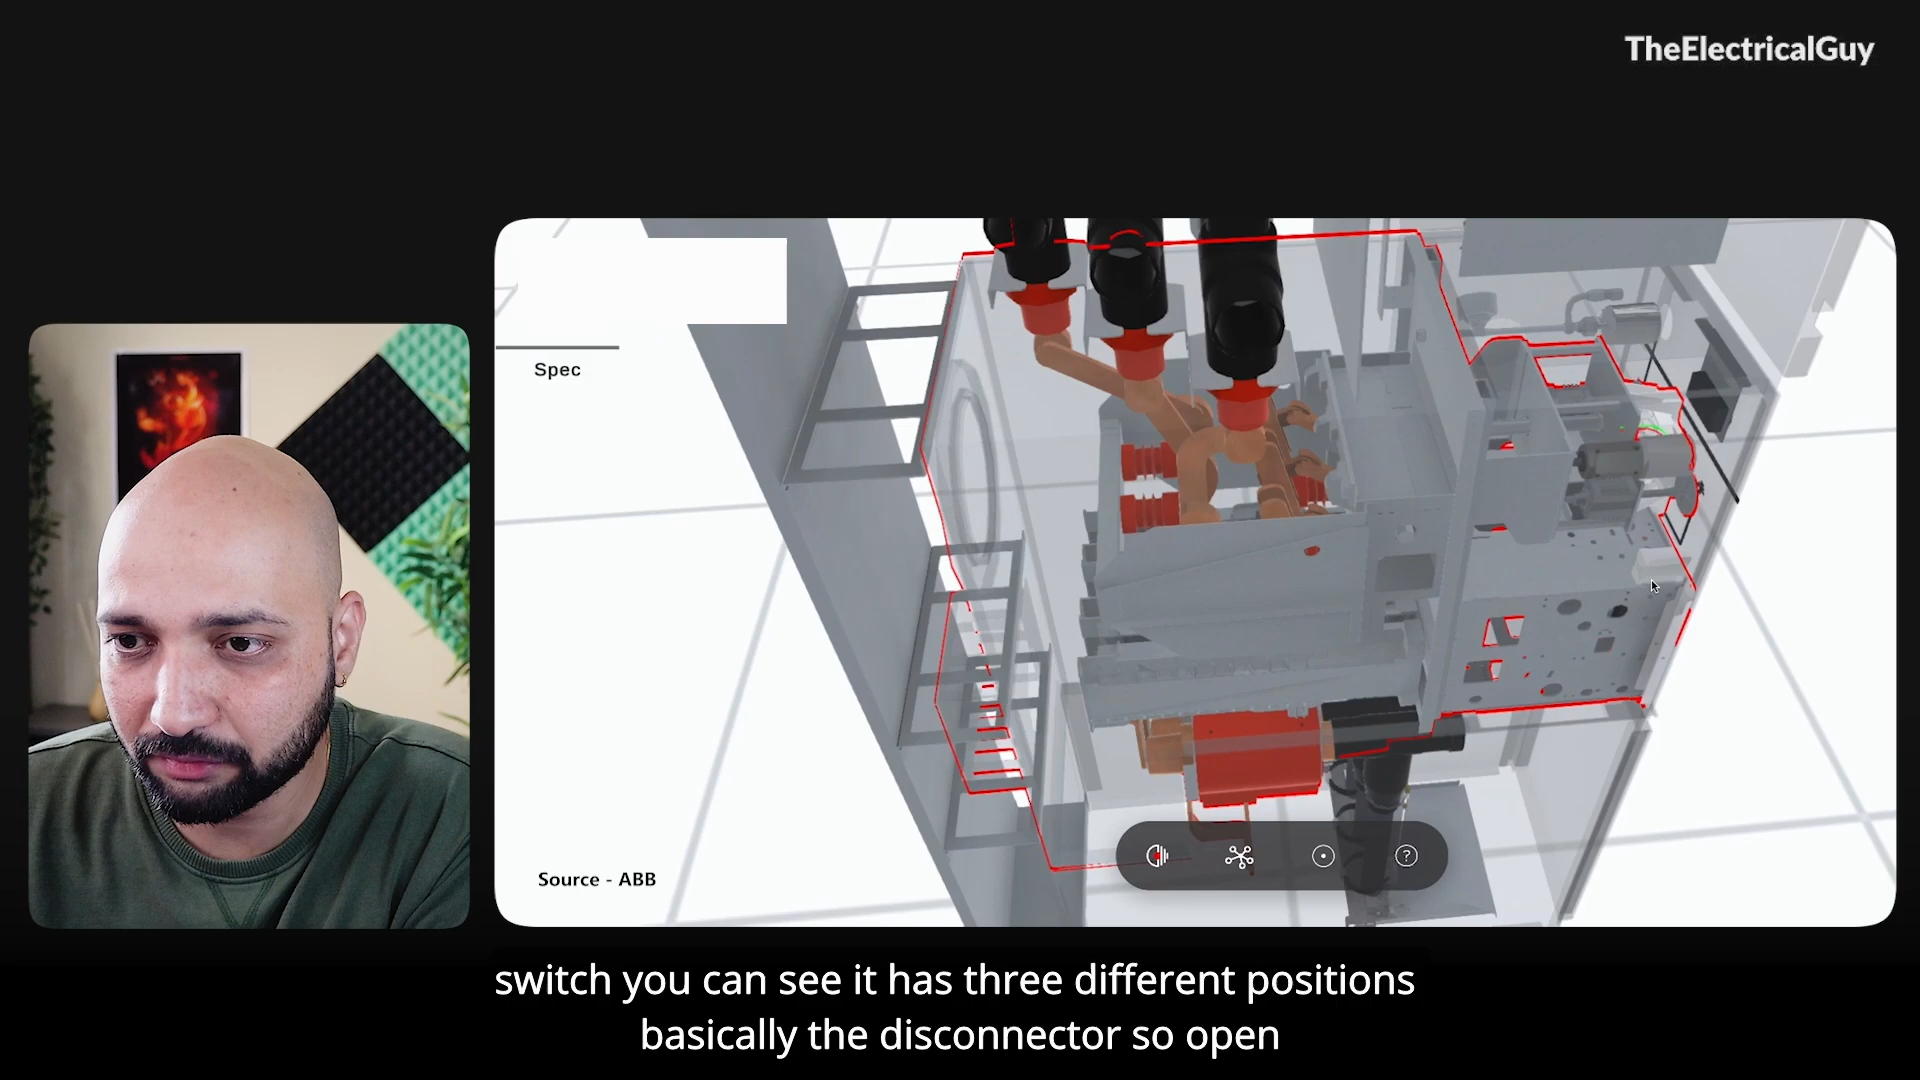 TheElectricalGuy
Spec
Source - ABB
switch you can see it has three different positions
basically the disconnector so open